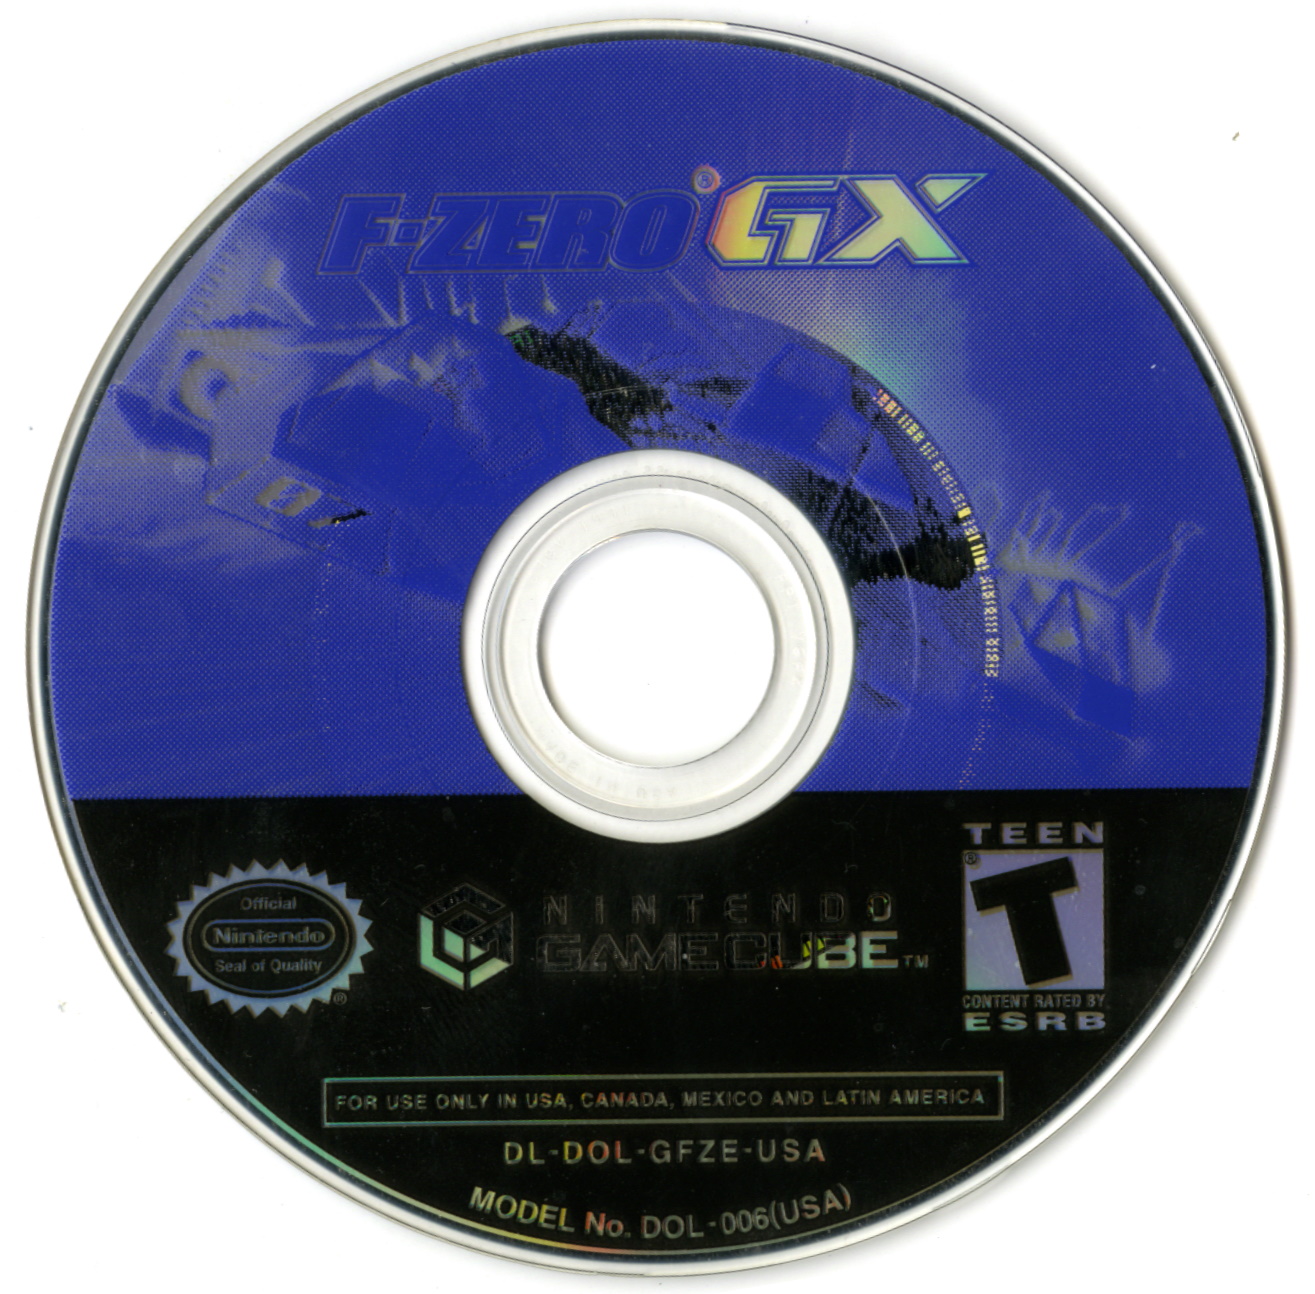 F-ZERO® GX
07
TEEN
®
T
CONTENT RATED BY
ESRB
Official
Nintendo
Seal of Quality
®
NINTENDO
GAMECUBE™
FOR USE ONLY IN USA, CANADA, MEXICO AND LATIN AMERICA
DL-DOL-GFZE-USA
MODEL No. DOL-006(USA)